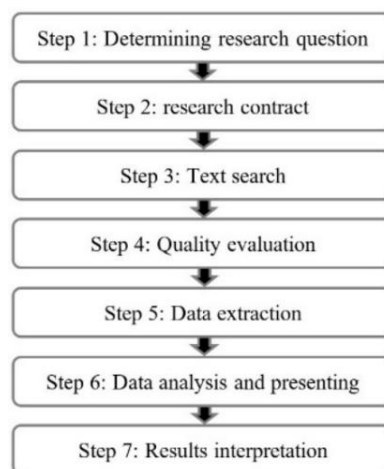 Step 1: Determining research question
Step 2: research contract
Step 3: Text search
Step 4: Quality evaluation
Step 5: Data extraction
Step 6: Data analysis and presenting
Step 7: Results interpretation